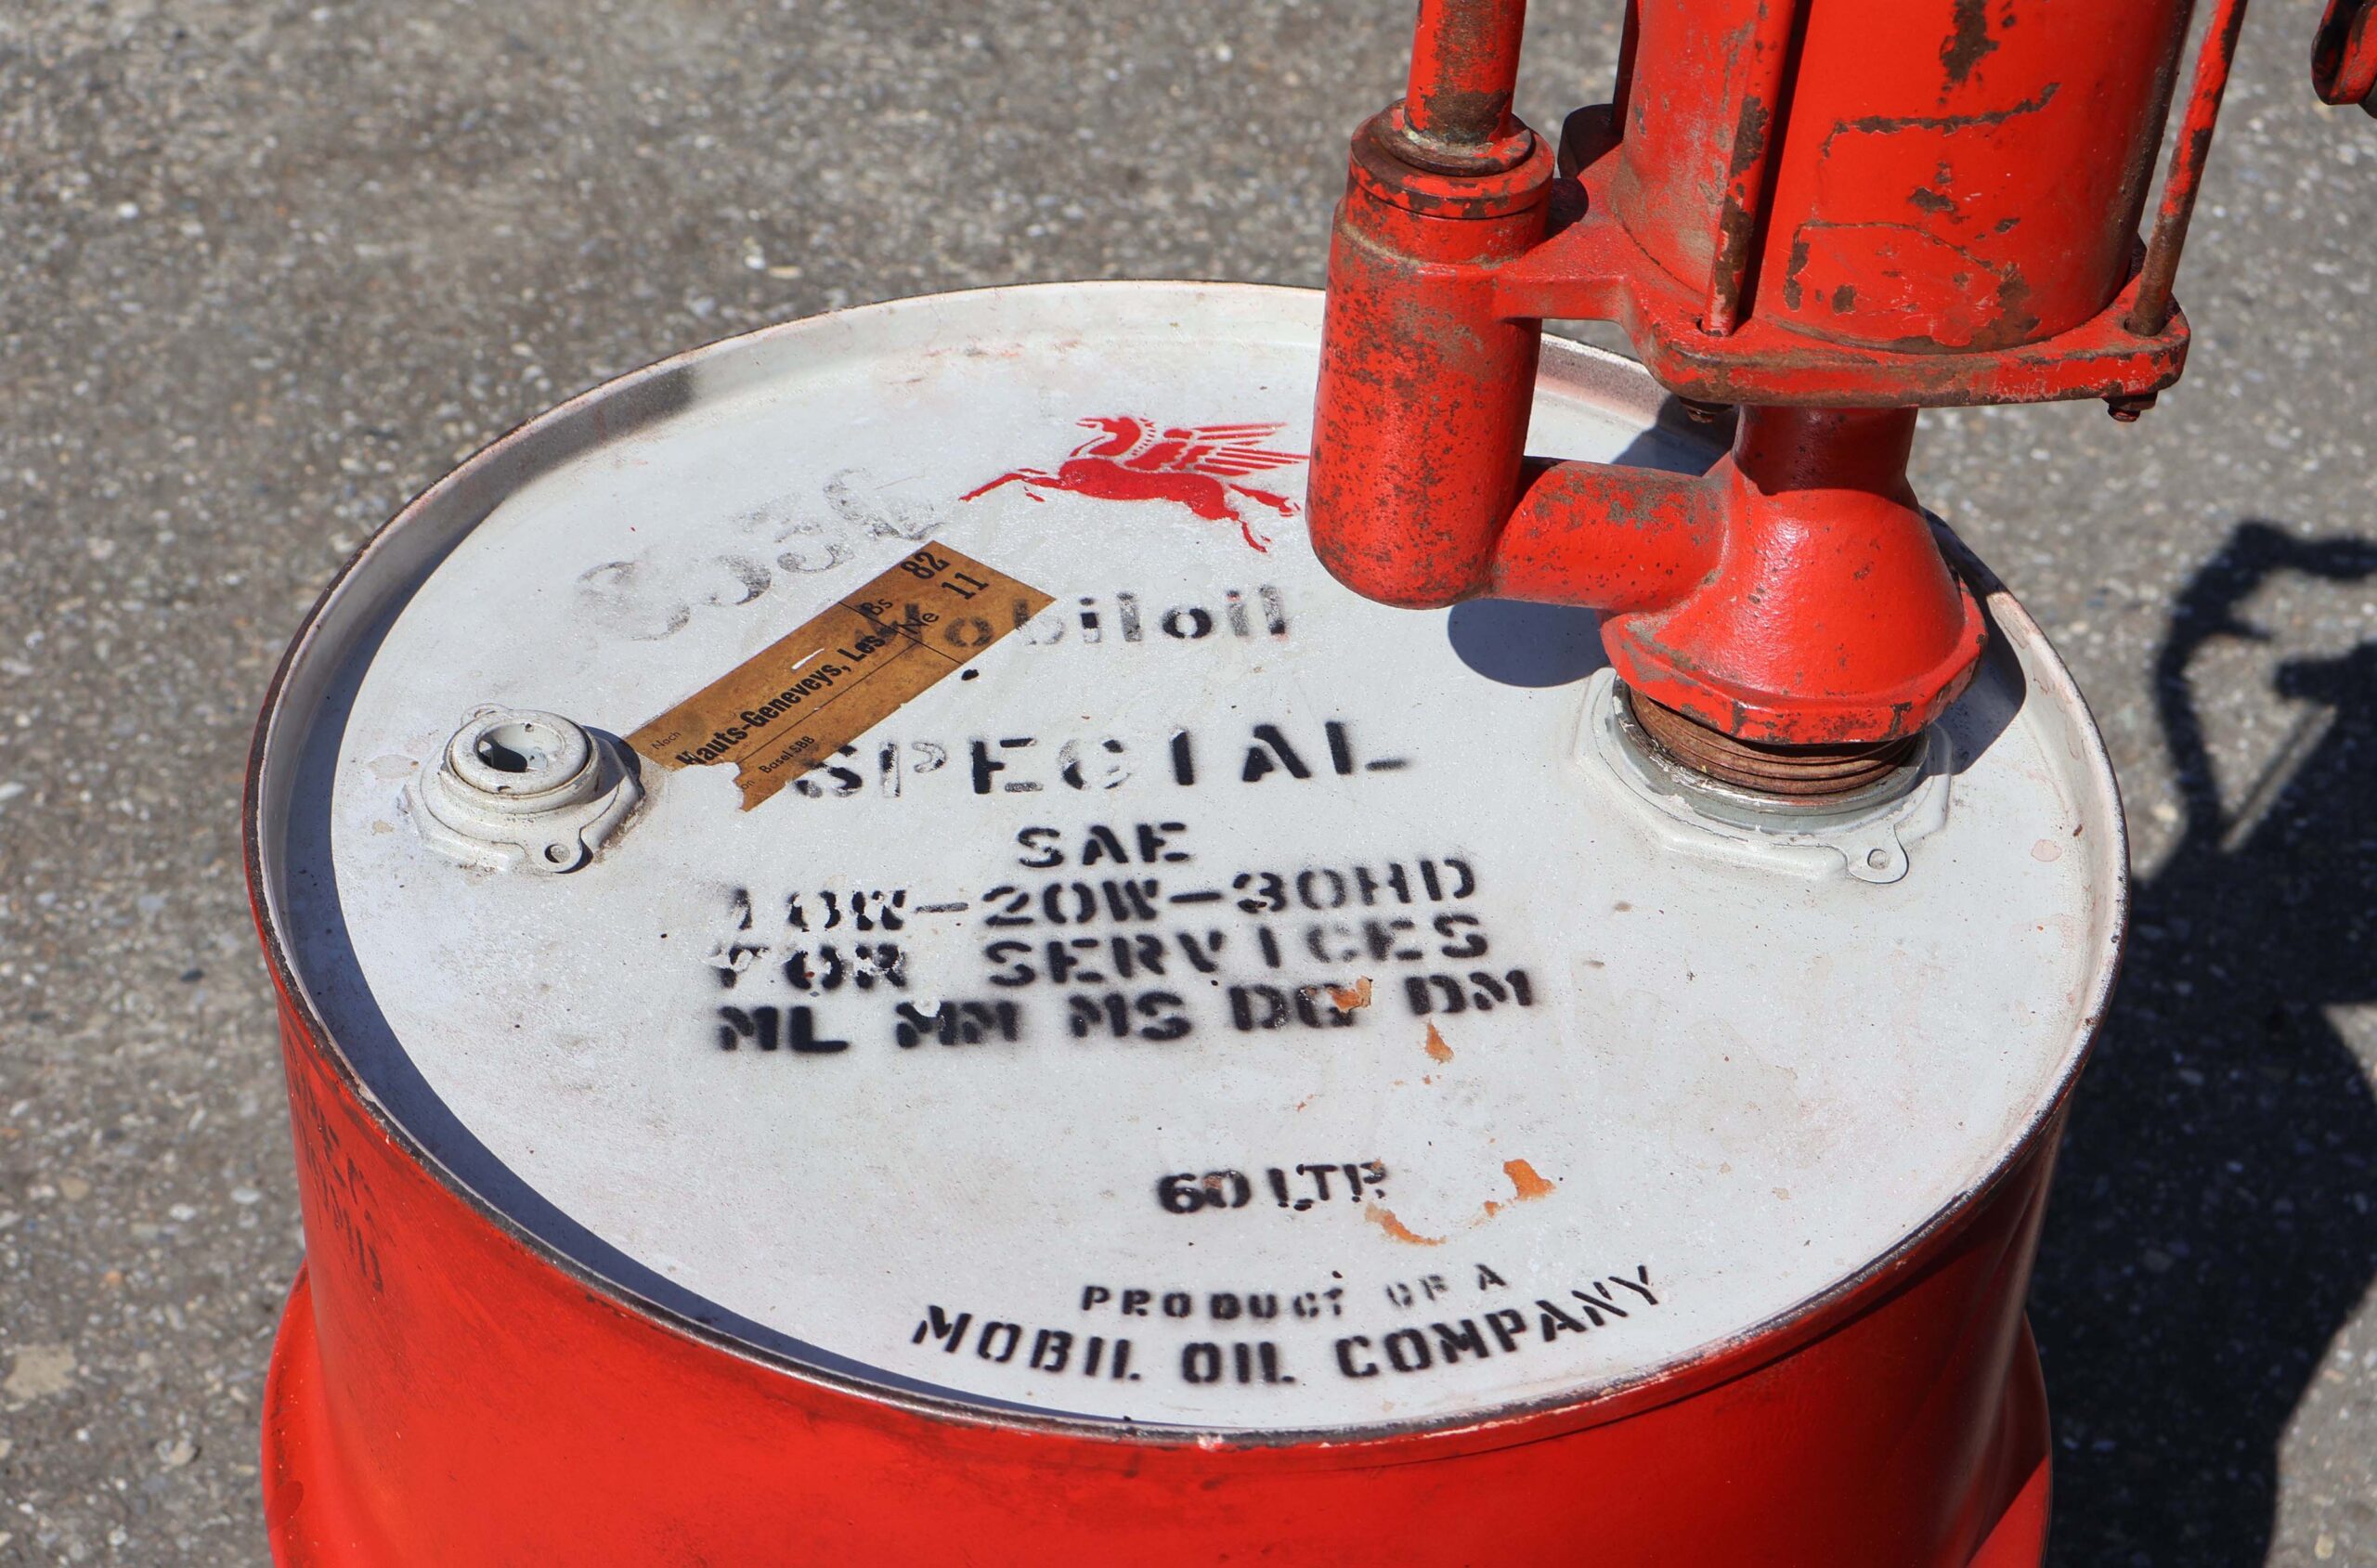 Mobiloil
82
Bs
11
Ne
Nach
Hauts-Geneveys, Les
Basel SBB
SPECIAL
SAE
10W-20W-30HD
FOR SERVICES
ML MM MS DG DM
60 LTR
PRODUCT OF A
MOBIL OIL COMPANY